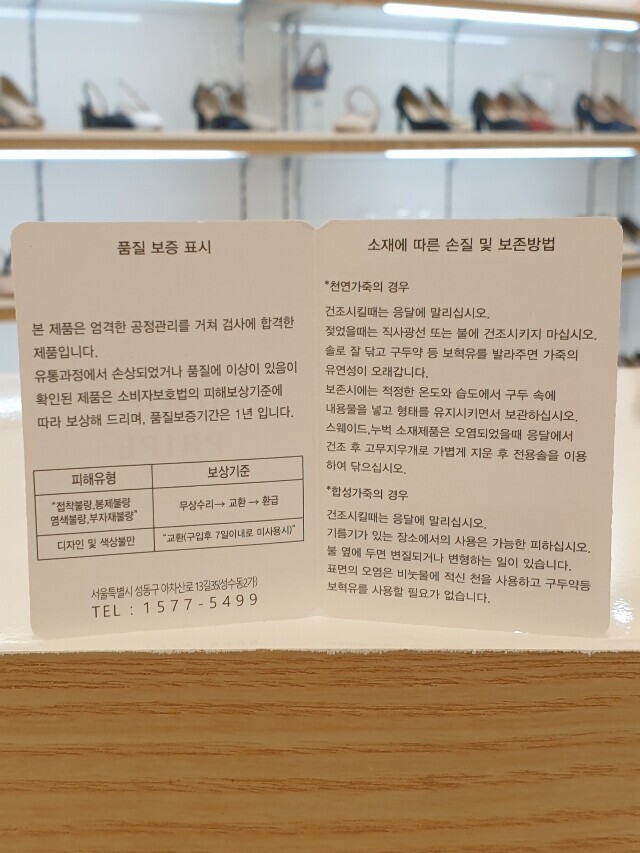 품질 보증 표시
본 제품은 엄격한 공정관리를 거쳐 검사에 합격한
제품입니다.
유통과정에서 손상되었거나 품질에 이상이 있음이
확인된 제품은 소비자보호법의 피해보상기준에
따라 보상해 드리며, 품질보증기간은 1년 입니다.
피해유형 보상기준
"접착불량,봉제불량
염색불량,부자재불량" 무상수리→ 교환 → 환급
디자인 및 색상불만 "교환(구입후 7일이내로 미사용시)"
서울특별시 성동구 아차산로 13길35(성수동2가)
TEL : 1577-5499
소재에 따른 손질 및 보존방법
*천연가죽의 경우
건조시킬때는 응달에 말리십시오.
젖었을때는 직사광선 또는 불에 건조시키지 마십시오.
솔로 잘 닦고 구두약 등 보혁유를 발라주면 가죽의
유연성이 오래갑니다.
보존시에는 적정한 온도와 습도에서 구두 속에
내용물을 넣고 형태를 유지시키면서 보관하십시오.
스웨이드,누벅 소재제품은 오염되었을때 응달에서
건조 후 고무지우개로 가볍게 지운 후 전용솔을 이용
하여 닦으십시오.
*합성가죽의 경우
건조시킬때는 응달에 말리십시오.
기름기가 있는 장소에서의 사용은 가능한 피하십시오.
불 옆에 두면 변질되거나 변형하는 일이 있습니다.
표면의 오염은 비눗물에 적신 천을 사용하고 구두약등
보혁유를 사용할 필요가 없습니다.